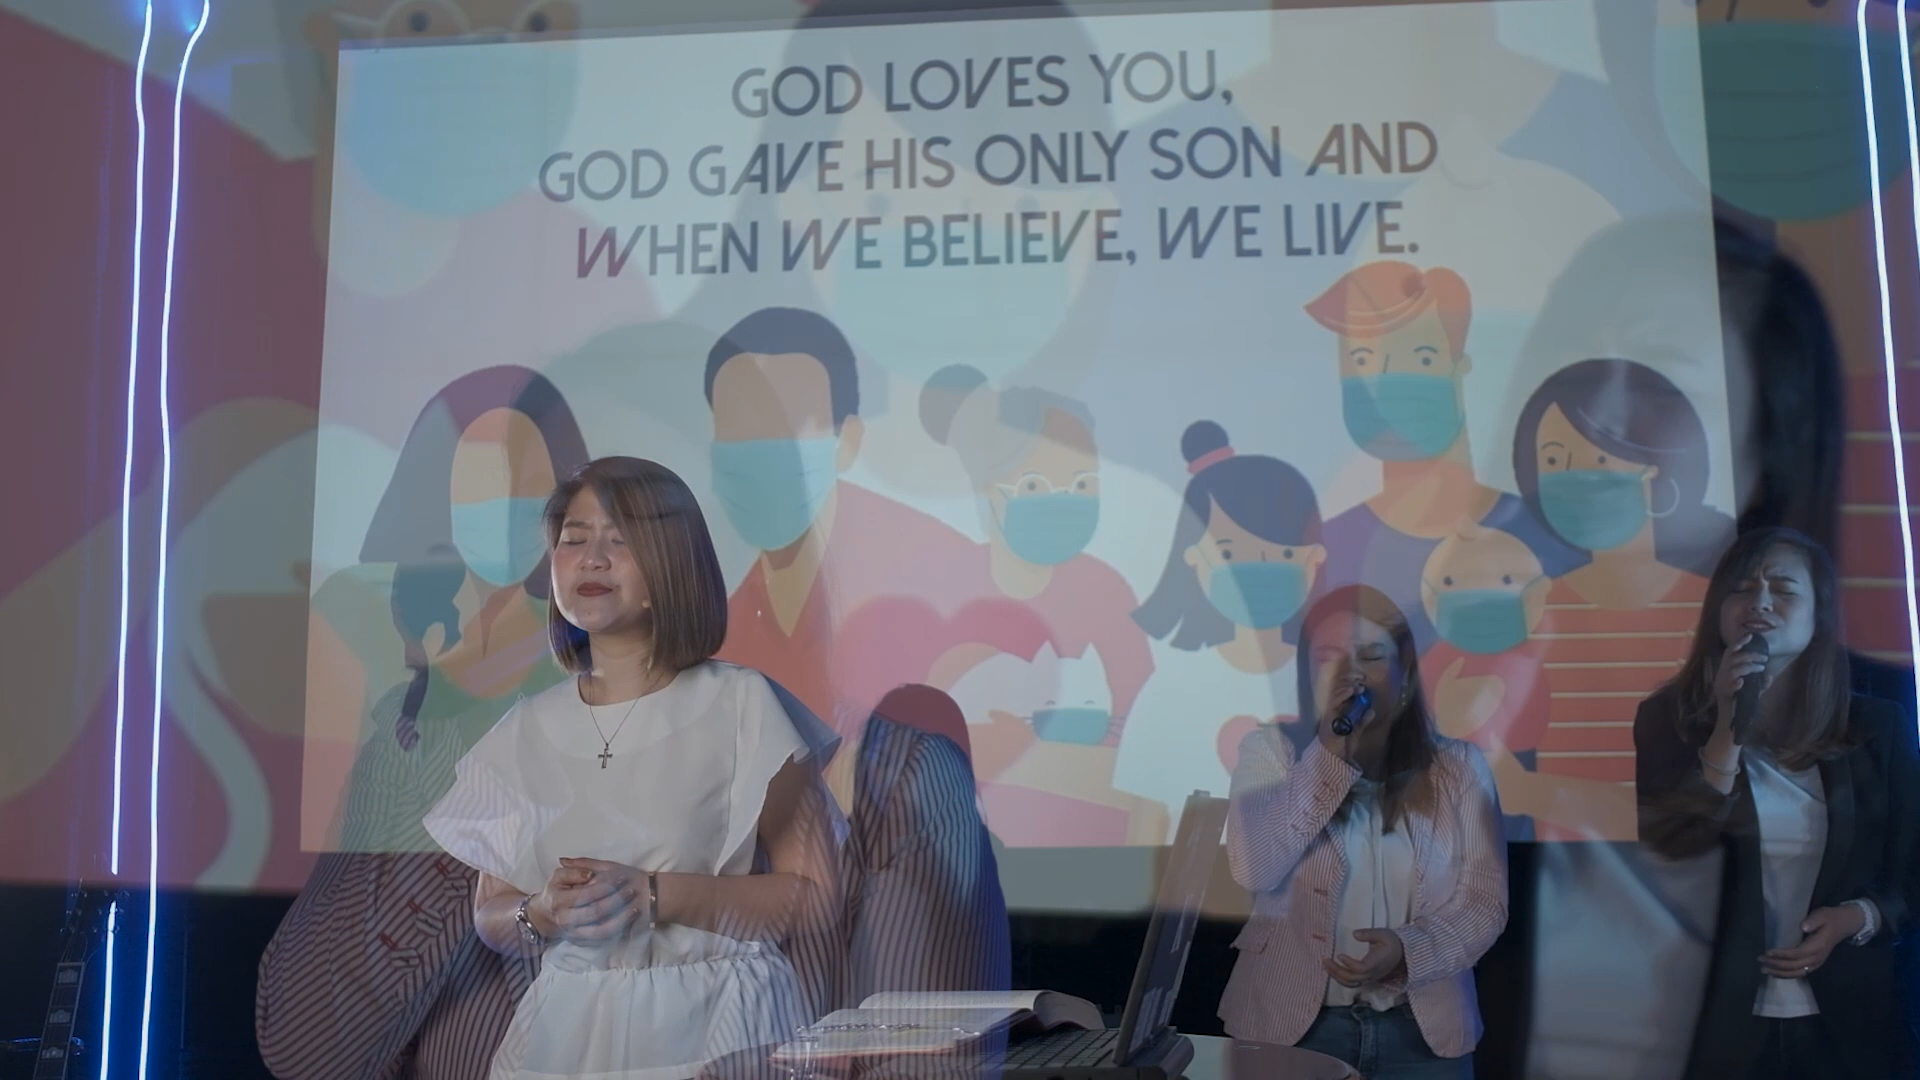 GOD LOVES YOU,
GOD GAVE HIS ONLY SON AND
WHEN WE BELIEVE, WE LIVE.